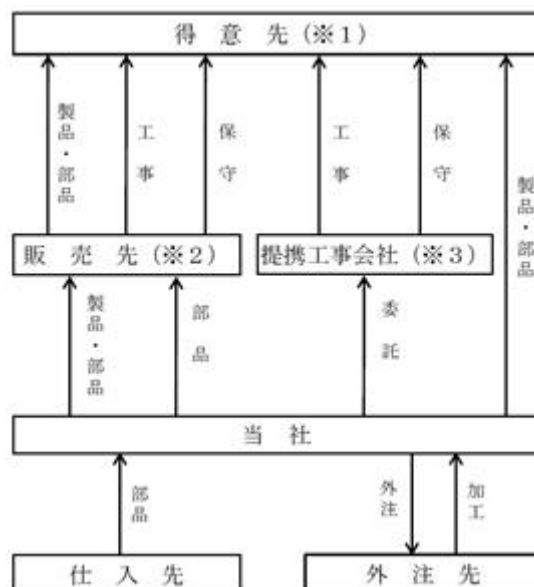 得意先(※1)
製品・部品
工事
保守
工事
保守
製品・部品
販売先(※2)
提携工事会社(※3)
製品・部品
部品
委託
当社
部品
外注
加工
仕入先
外注先